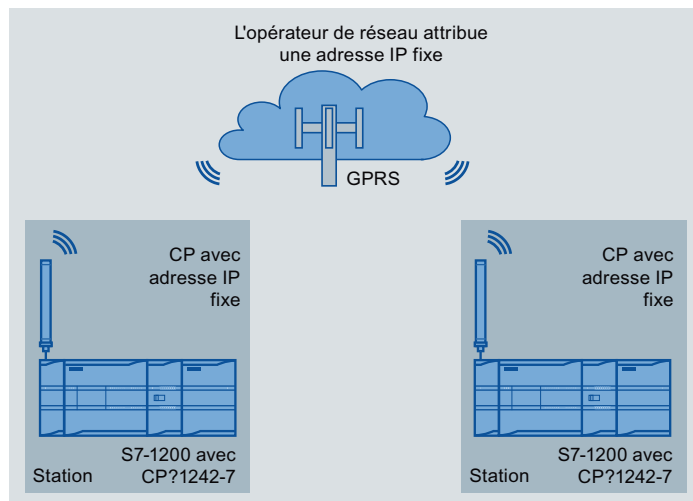 L'opérateur de réseau attribue
une adresse IP fixe
GPRS
CP avec
adresse IP
fixe
S7-1200 avec
Station CP?1242-7
CP avec
adresse IP
fixe
S7-1200 avec
Station CP?1242-7